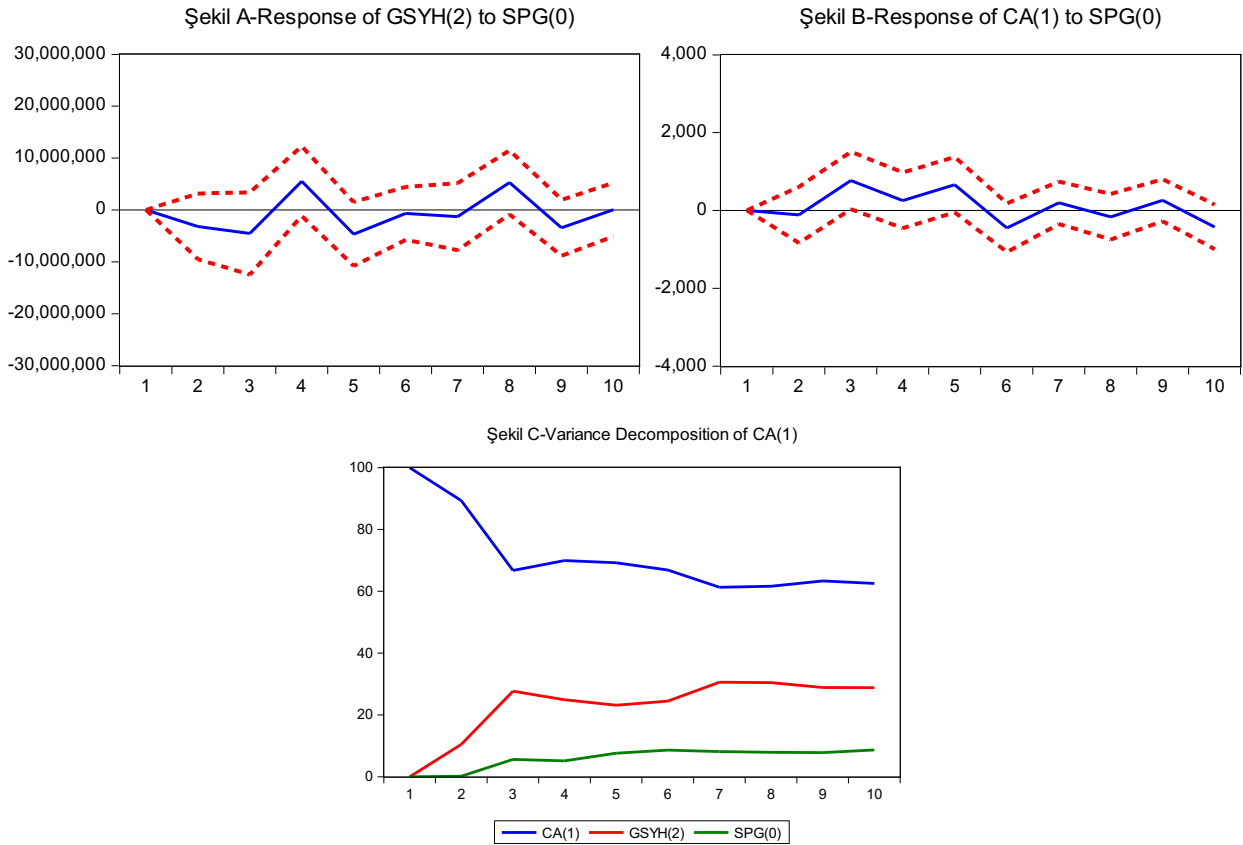 Şekil A-Response of GSYH(2) to SPG(0)
30,000,000
20,000,000
10,000,000
0
-10,000,000
-20,000,000
-30,000,000
1 2 3 4 5 6 7 8 9 10
Şekil B-Response of CA(1) to SPG(0)
4,000
2,000
0
-2,000
-4,000
1 2 3 4 5 6 7 8 9 10
Şekil C-Variance Decomposition of CA(1)
100
80
60
40
20
0
1 2 3 4 5 6 7 8 9 10
CA(1) GSYH(2) SPG(0)